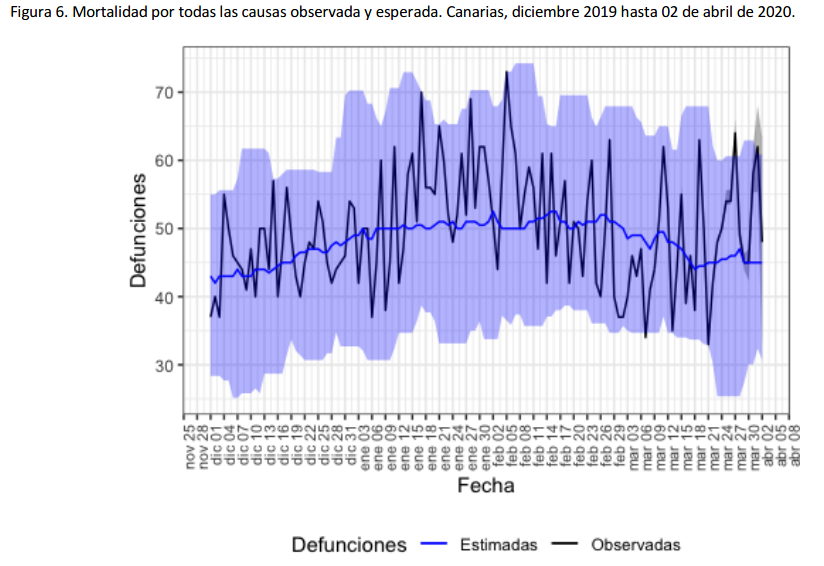 Figura 6. Mortalidad por todas las causas observada y esperada. Canarias, diciembre 2019 hasta 02 de abril de 2020.
Defunciones
70
60
50
40
30
nov 25
nov 28
dic 01
dic 04
dic 07
dic 10
dic 13
dic 16
dic 19
dic 22
dic 25
dic 28
dic 31
ene 03
ene 06
ene 09
ene 12
ene 15
ene 18
ene 21
ene 24
ene 27
ene 30
feb 02
feb 05
feb 08
feb 11
feb 14
feb 17
feb 20
feb 23
feb 26
feb 29
mar 03
mar 06
mar 09
mar 12
mar 15
mar 18
mar 21
mar 24
mar 27
mar 30
abr 02
abr 05
abr 08
Fecha
Defunciones Estimadas Observadas